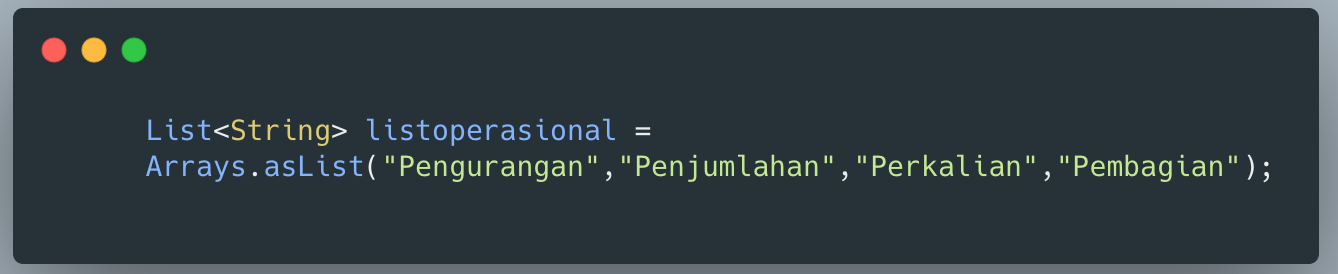 List<String> listoperasional =
Arrays.asList("Pengurangan","Penjumlahan","Perkalian","Pembagian");